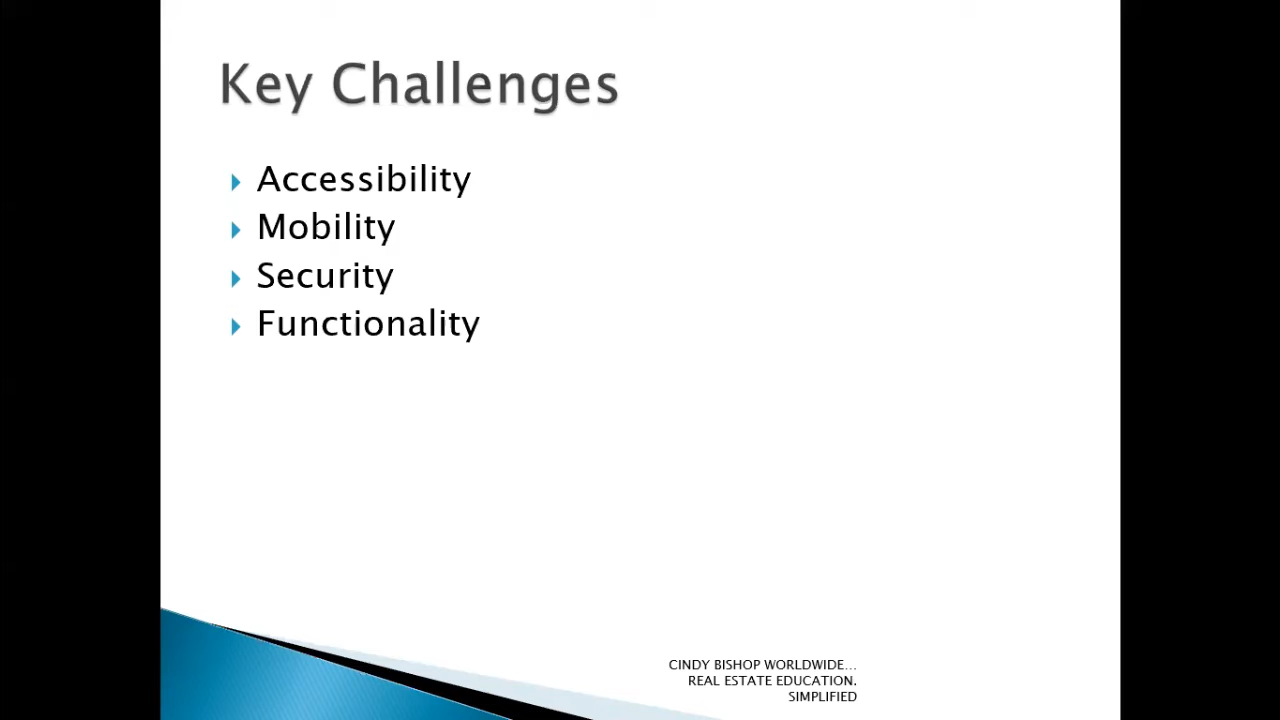 Key Challenges
Accessibility
Mobility
Security
Functionality
CINDY BISHOP WORLDWIDE...
REAL ESTATE EDUCATION.
SIMPLIFIED